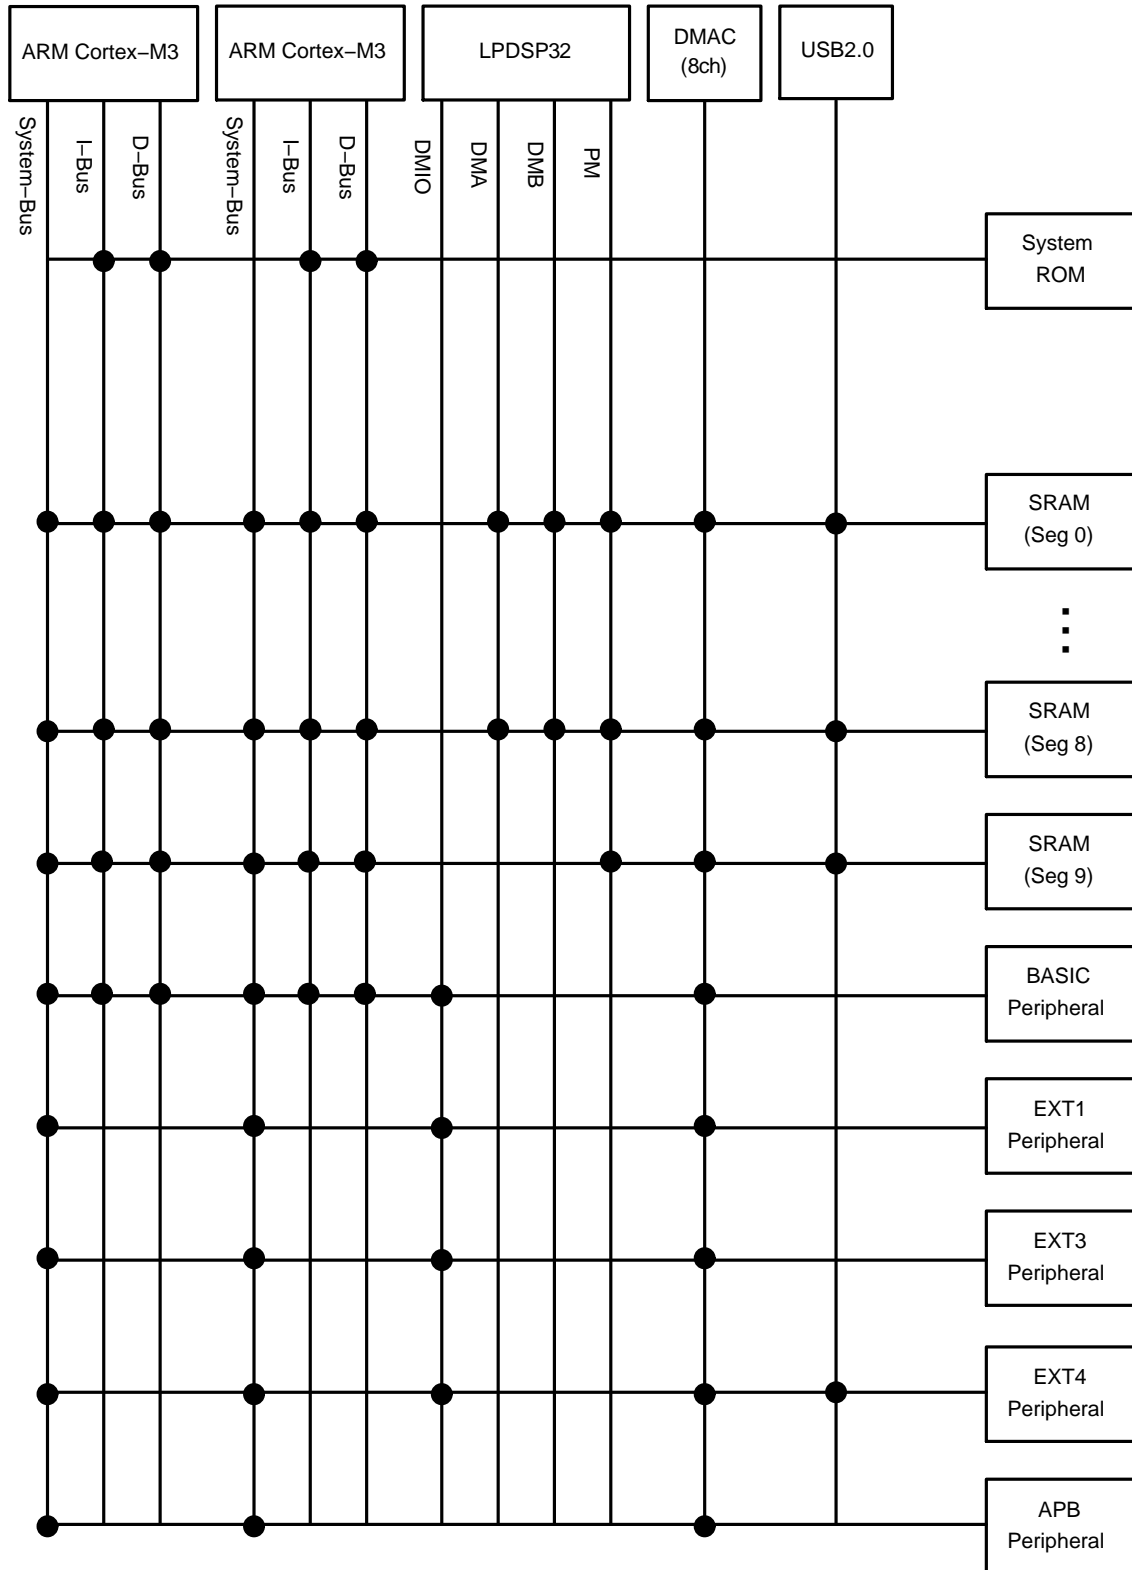 ARM Cortex–M3
ARM Cortex–M3
LPDSP32
DMAC
(8ch)
USB2.0
System–Bus
I–Bus
D–Bus
System–Bus
I–Bus
D–Bus
DMIO
DMA
DMB
PM
System
ROM
SRAM
(Seg 0)
SRAM
(Seg 8)
SRAM
(Seg 9)
BASIC
Peripheral
EXT1
Peripheral
EXT3
Peripheral
EXT4
Peripheral
APB
Peripheral